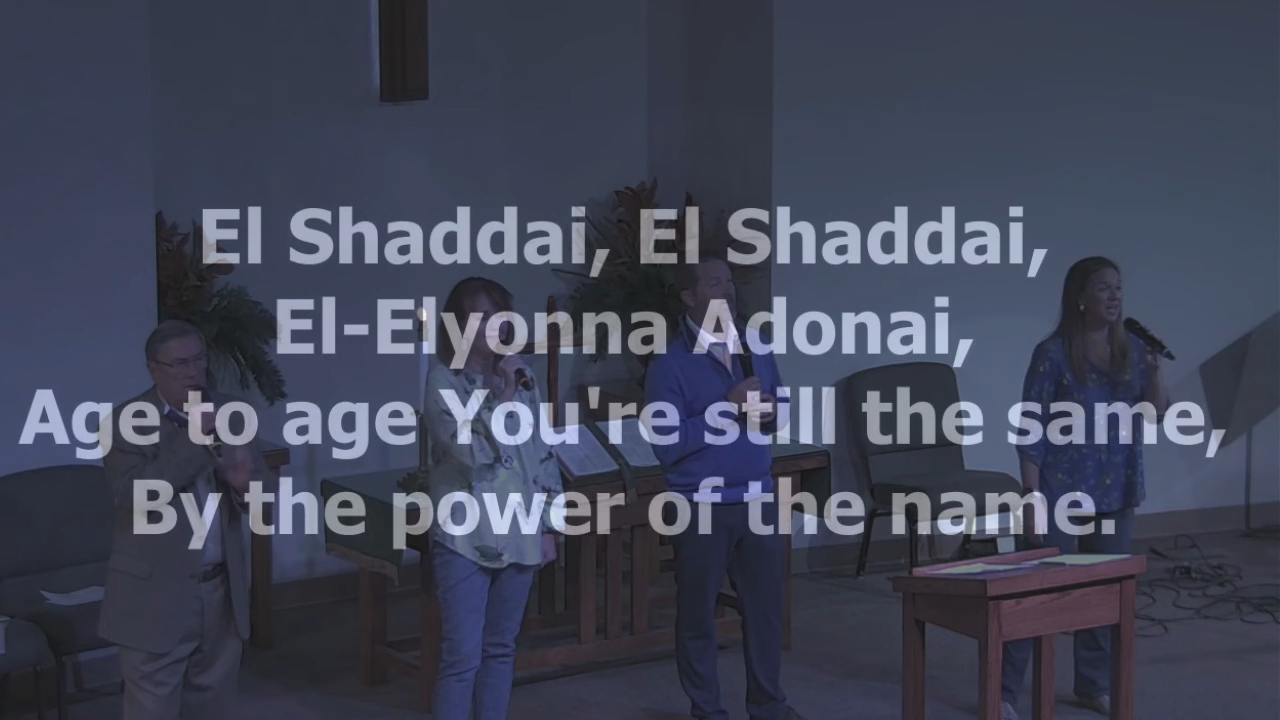 El Shaddai, El Shaddai,
El-Elyonna Adonai,
Age to age You're still the same,
By the power of the name.